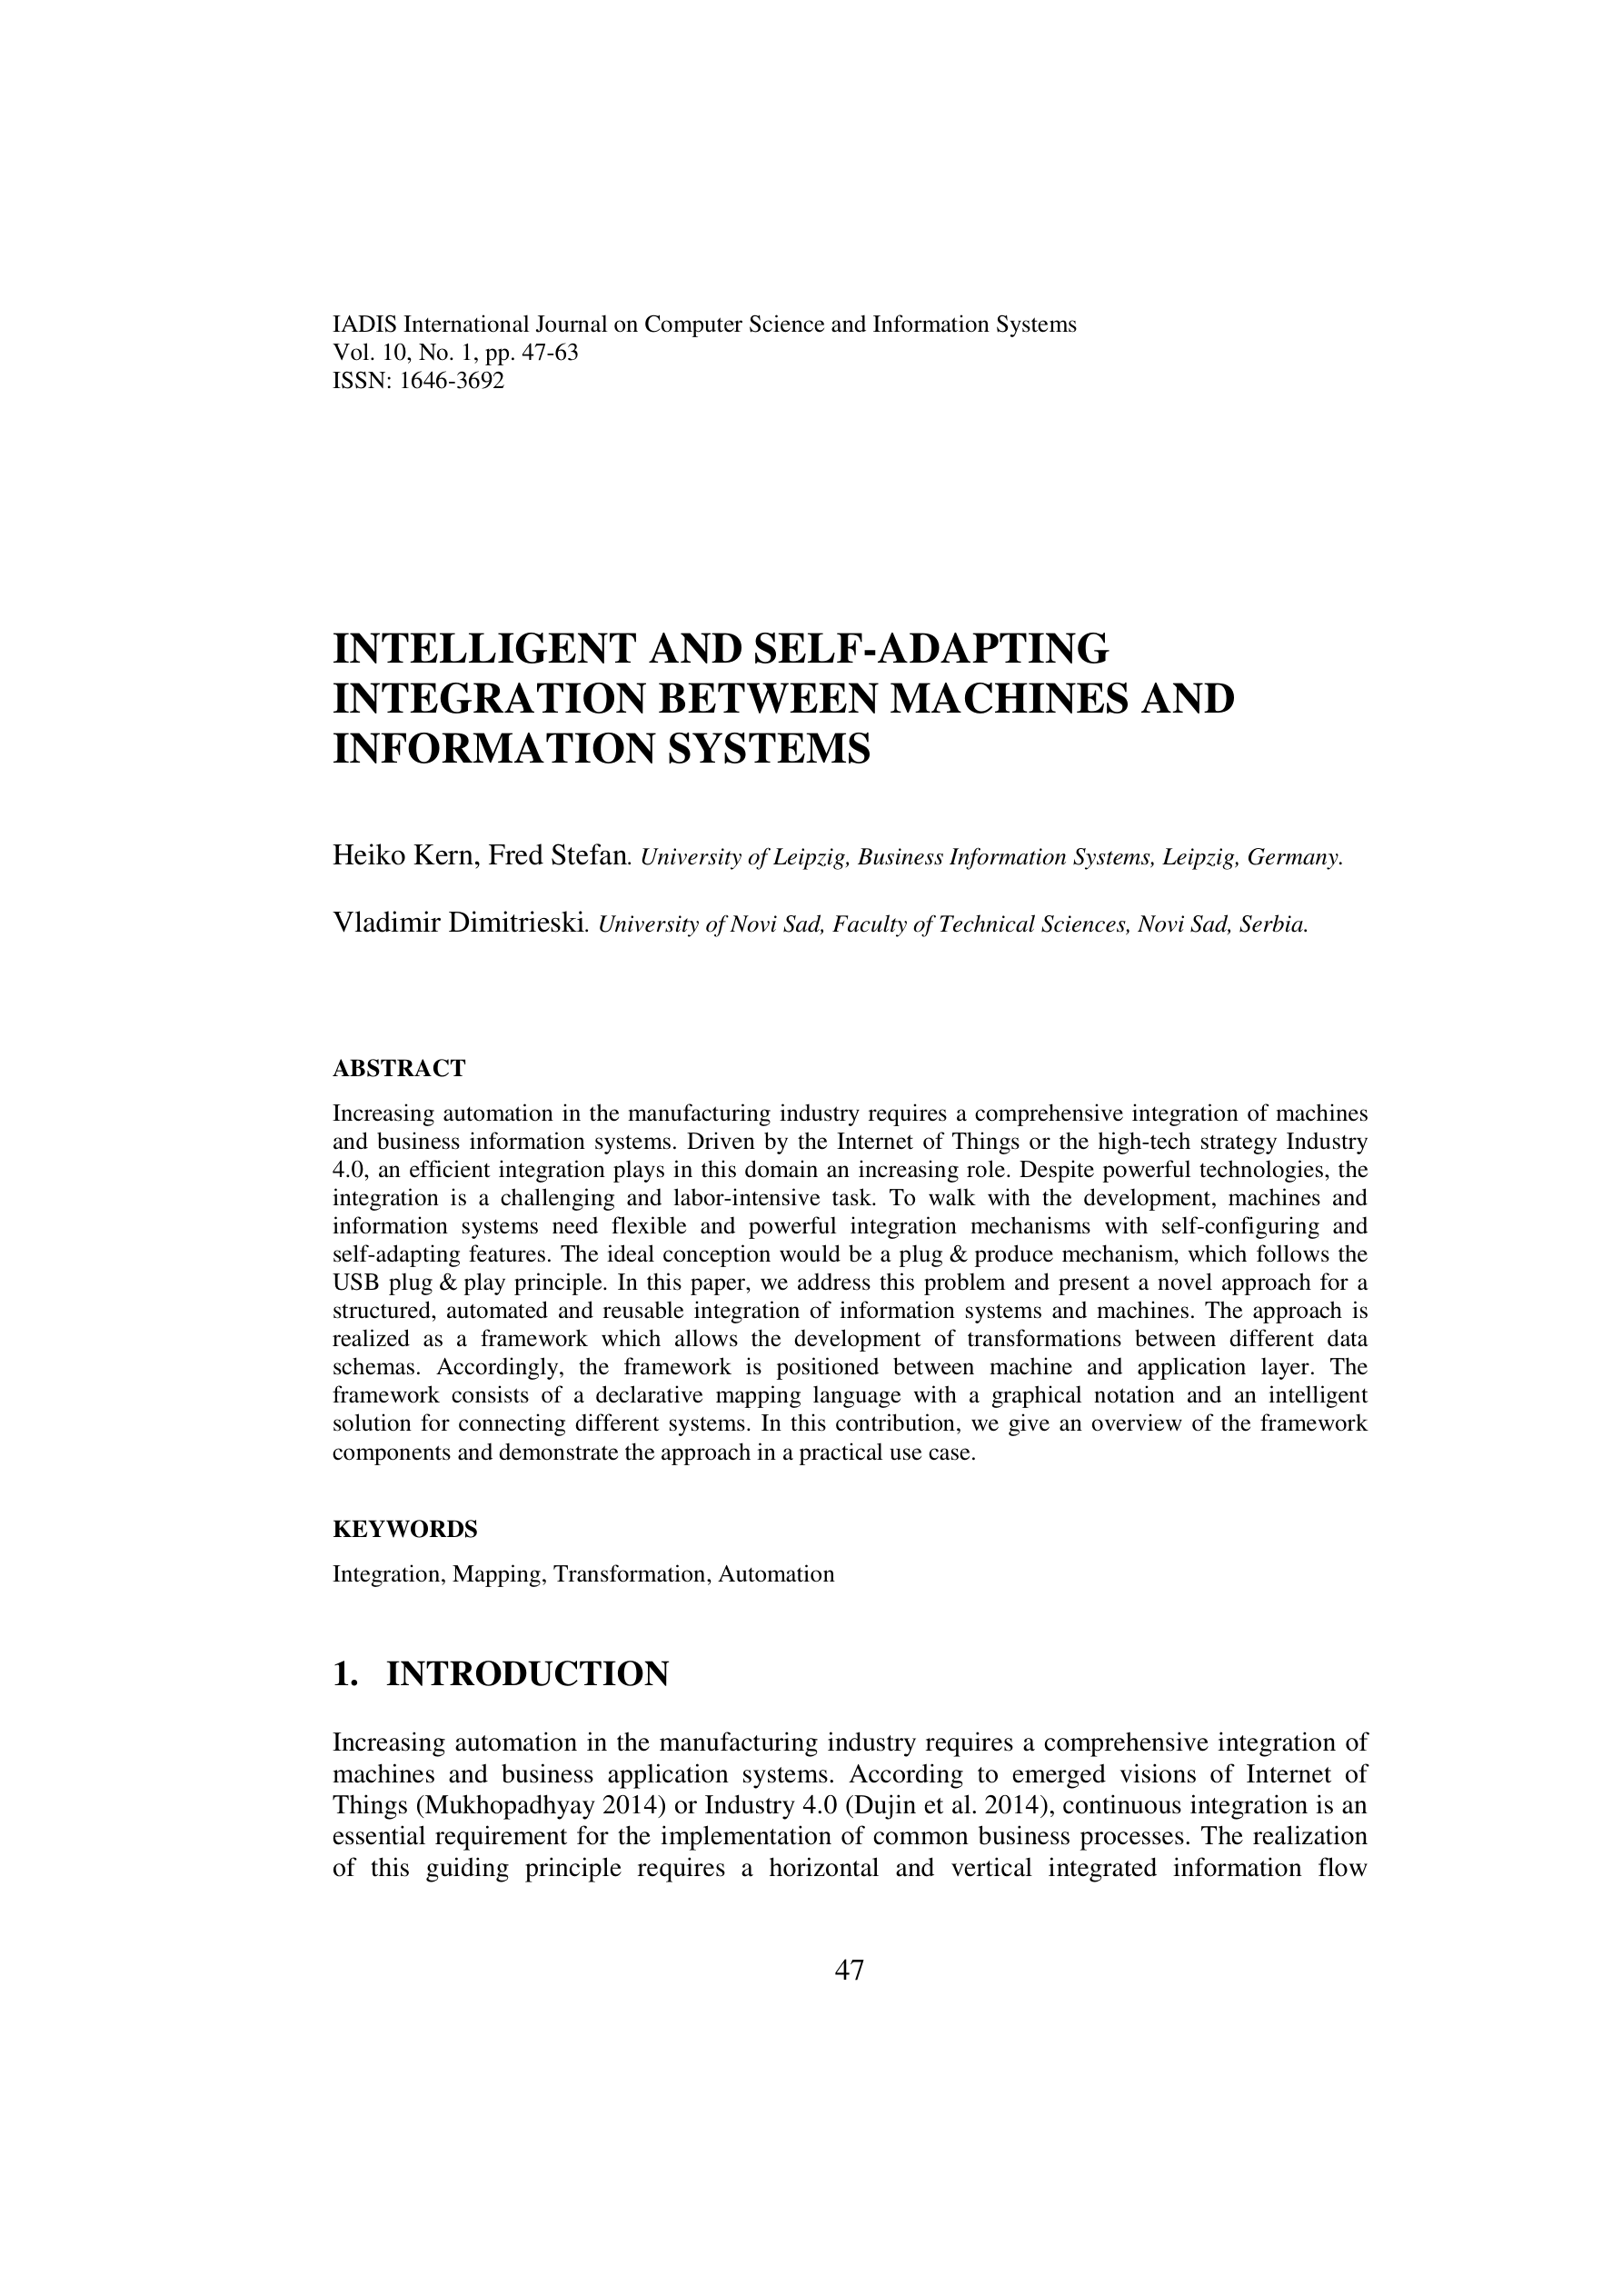 IADIS International Journal on Computer Science and Information Systems
Vol. 10, No. 1, pp. 47-63
ISSN: 1646-3692
INTELLIGENT AND SELF-ADAPTING
INTEGRATION BETWEEN MACHINES AND
INFORMATION SYSTEMS
Heiko Kern, Fred Stefan. University of Leipzig, Business Information Systems, Leipzig, Germany.
Vladimir Dimitrieski. University of Novi Sad, Faculty of Technical Sciences, Novi Sad, Serbia.
ABSTRACT
Increasing automation in the manufacturing industry requires a comprehensive integration of machines
and business information systems. Driven by the Internet of Things or the high-tech strategy Industry
4.0, an efficient integration plays in this domain an increasing role. Despite powerful technologies, the
integration is a challenging and labor-intensive task. To walk with the development, machines and
information systems need flexible and powerful integration mechanisms with self-configuring and
self-adapting features. The ideal conception would be a plug & produce mechanism, which follows the
USB plug & play principle. In this paper, we address this problem and present a novel approach for a
structured, automated and reusable integration of information systems and machines. The approach is
realized as a framework which allows the development of transformations between different data
schemas. Accordingly, the framework is positioned between machine and application layer. The
framework consists of a declarative mapping language with a graphical notation and an intelligent
solution for connecting different systems. In this contribution, we give an overview of the framework
components and demonstrate the approach in a practical use case.
KEYWORDS
Integration, Mapping, Transformation, Automation
1. INTRODUCTION
Increasing automation in the manufacturing industry requires a comprehensive integration of
machines and business application systems. According to emerged visions of Internet of
Things (Mukhopadhyay 2014) or Industry 4.0 (Dujin et al. 2014), continuous integration is an
essential requirement for the implementation of common business processes. The realization
of this guiding principle requires a horizontal and vertical integrated information flow
47